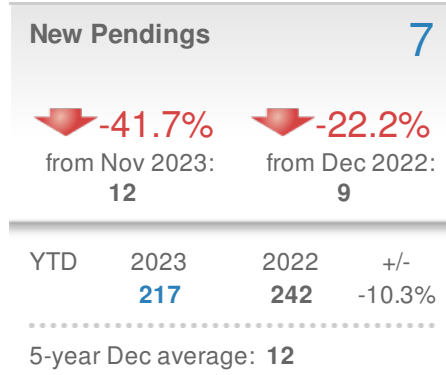 New Pendings 7
-41.7% -22.2%
from Nov 2023: from Dec 2022:
12 9
YTD 2023 2022 +/-
217 242 -10.3%
5-year Dec average: 12